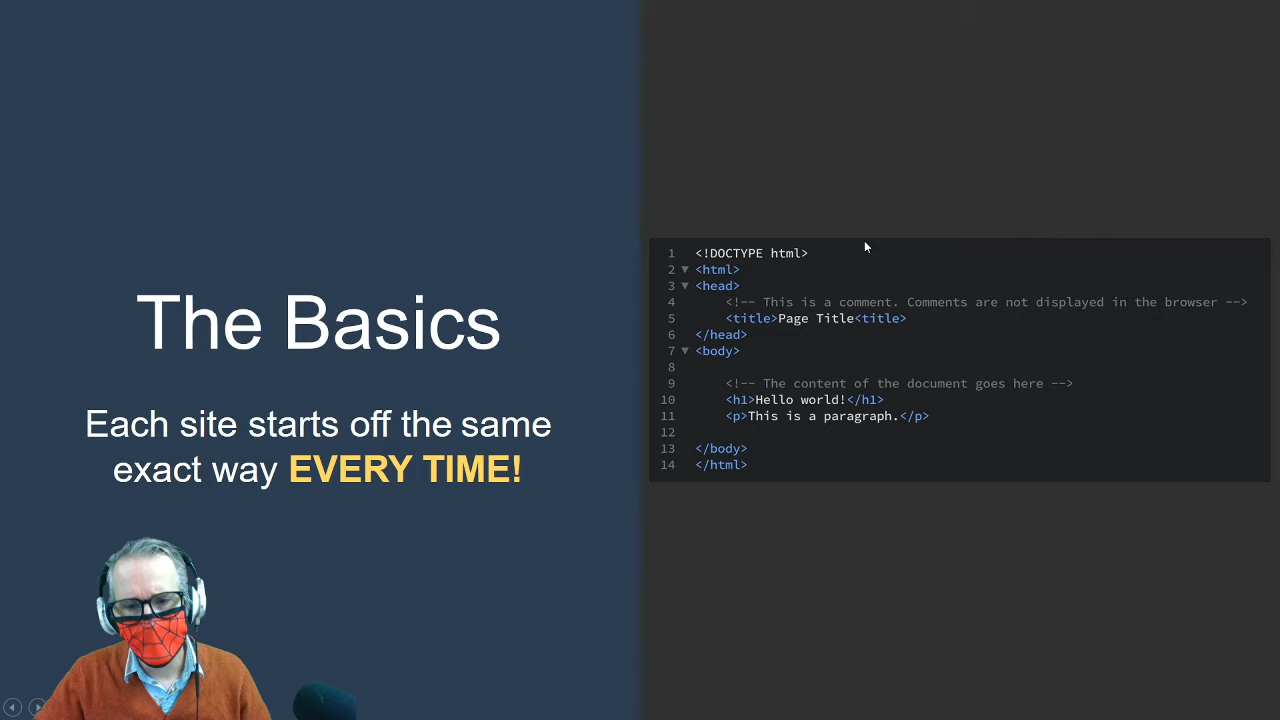 The Basics
Each site starts off the same
exact way EVERY TIME!
1 <!DOCTYPE html>
2 <html>
3 <head>
4 <!-- This is a comment. Comments are not displayed in the browser -->
5 <title>Page Title<title>
6 </head>
7 <body>
8
9 <!-- The content of the document goes here -->
10 <h1>Hello world!</h1>
11 <p>This is a paragraph.</p>
12
13 </body>
14 </html>